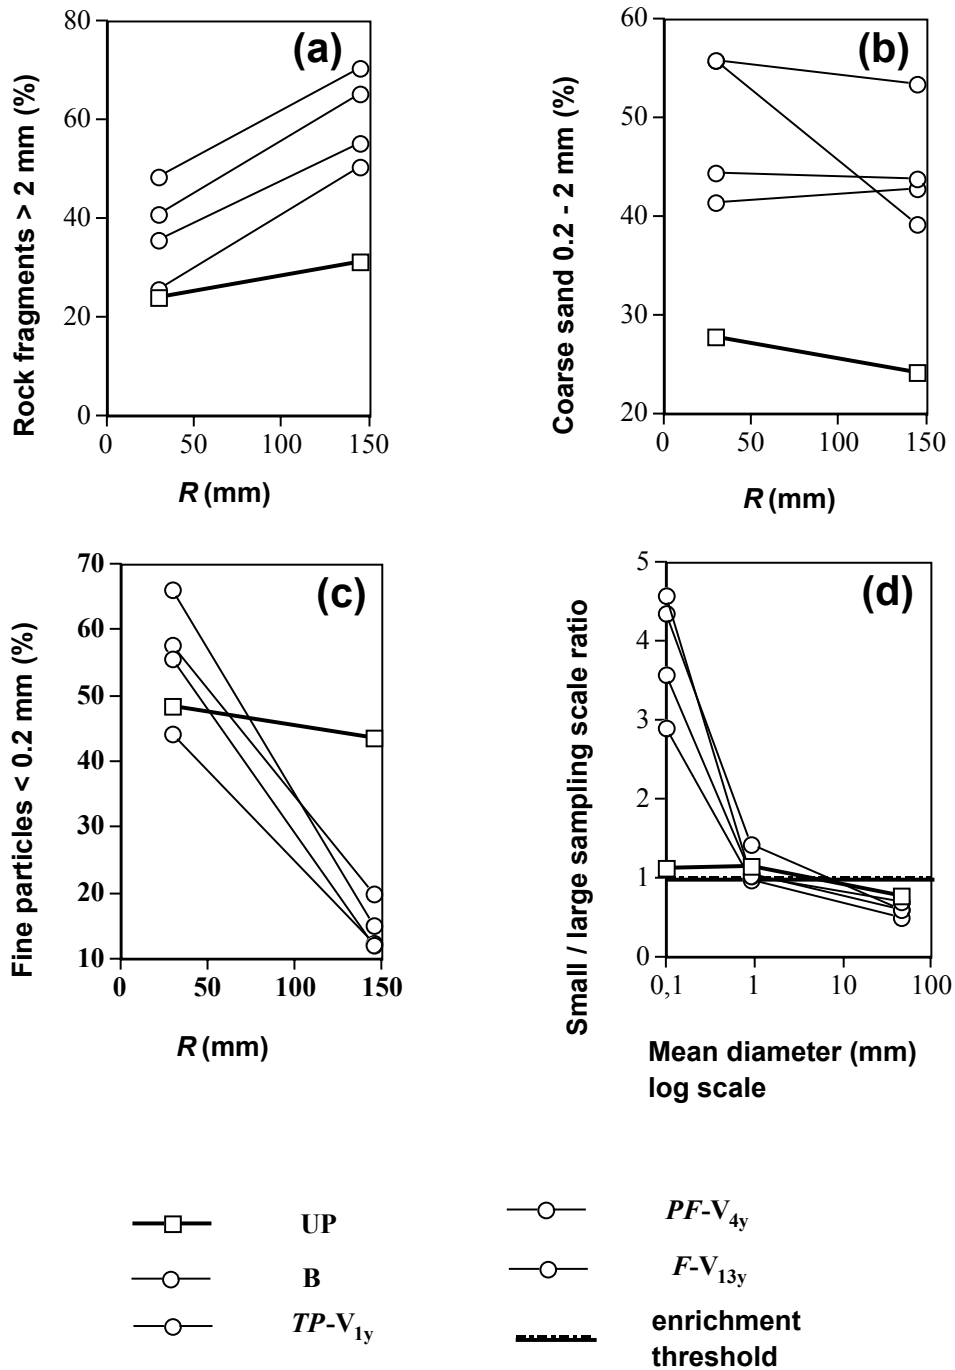 (a)
Rock fragments > 2 mm (%)
80
60
40
20
0
0 50 100 150
R (mm)
(b)
Coarse sand 0.2 - 2 mm (%)
60
50
40
30
20
0 50 100 150
R (mm)
(c)
Fine particles < 0.2 mm (%)
70
60
50
40
30
20
10
0 50 100 150
R (mm)
(d)
Small / large sampling scale ratio
5
4
3
2
1
0
0,1 1 10 100
Mean diameter (mm)
log scale
UP
B
TP-V1y
PF-V4y
F-V13y
enrichment
threshold